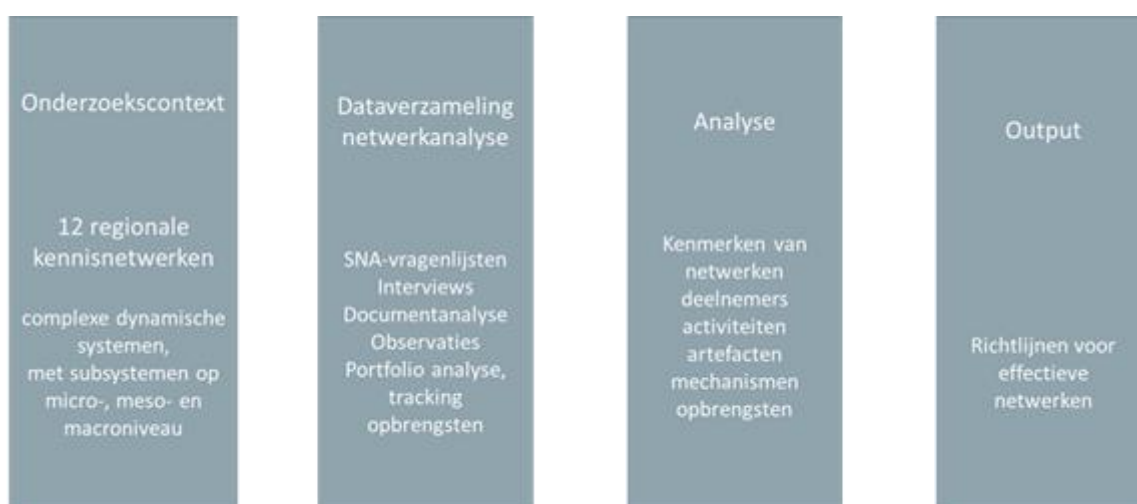 Onderzoekscontext
12 regionale
kennisnetwerken
complexe dynamische
systemen,
met subsystemen op
micro-, meso- en
macroniveau
Dataverzameling
netwerkanalyse
SNA-vragenlijsten
Interviews
Documentanalyse
Observaties
Portfolio analyse,
tracking
opbrengsten
Analyse
Kenmerken van
netwerken
deelnemers
activiteiten
artefacten
mechanismen
opbrengsten
Output
Richtlijnen voor
effectieve
netwerken